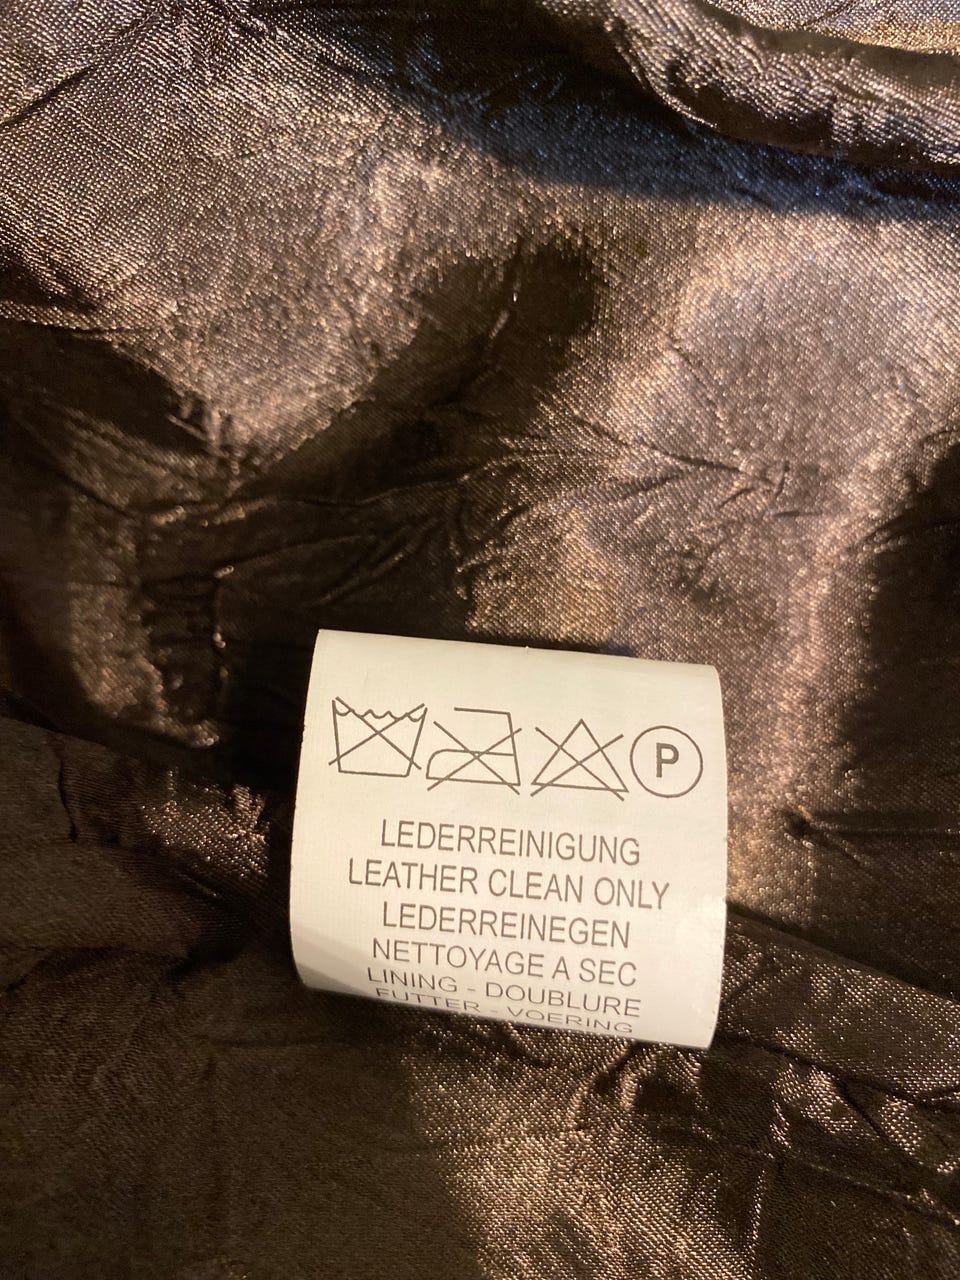 P
LEDERREINIGUNG
LEATHER CLEAN ONLY
LEDERREINEGEN
NETTOYAGE A SEC
LINING - DOUBLURE
FUTTER - VOERING